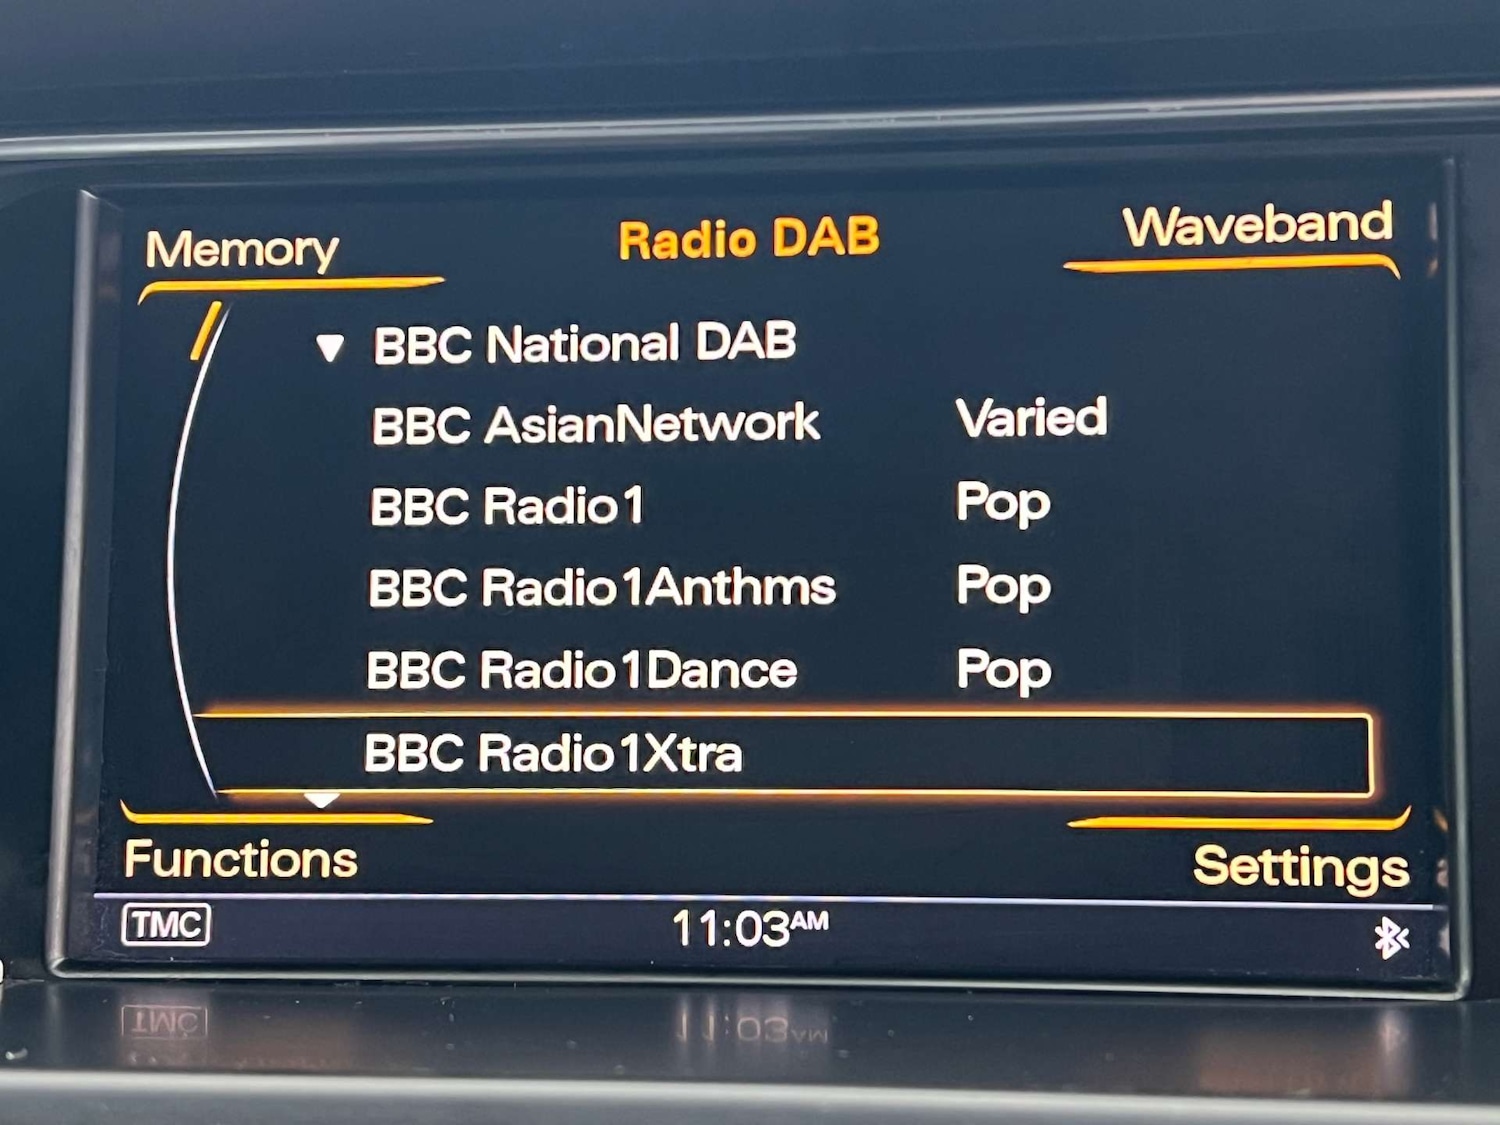 Memory
Radio DAB
Waveband
BBC National DAB
BBC AsianNetwork Varied
BBC Radio1 Pop
BBC Radio1Anthms Pop
BBC Radio1Dance Pop
BBC Radio1Xtra
Functions
Settings
TMC
11:03AM